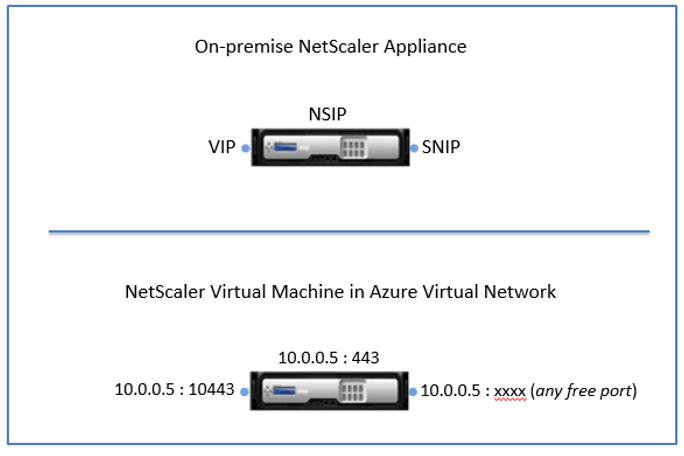 On-premise NetScaler Appliance
NSIP
VIP
SNIP
NetScaler Virtual Machine in Azure Virtual Network
10.0.0.5 : 443
10.0.0.5 : 10443
10.0.0.5 : xxxx (any free port)